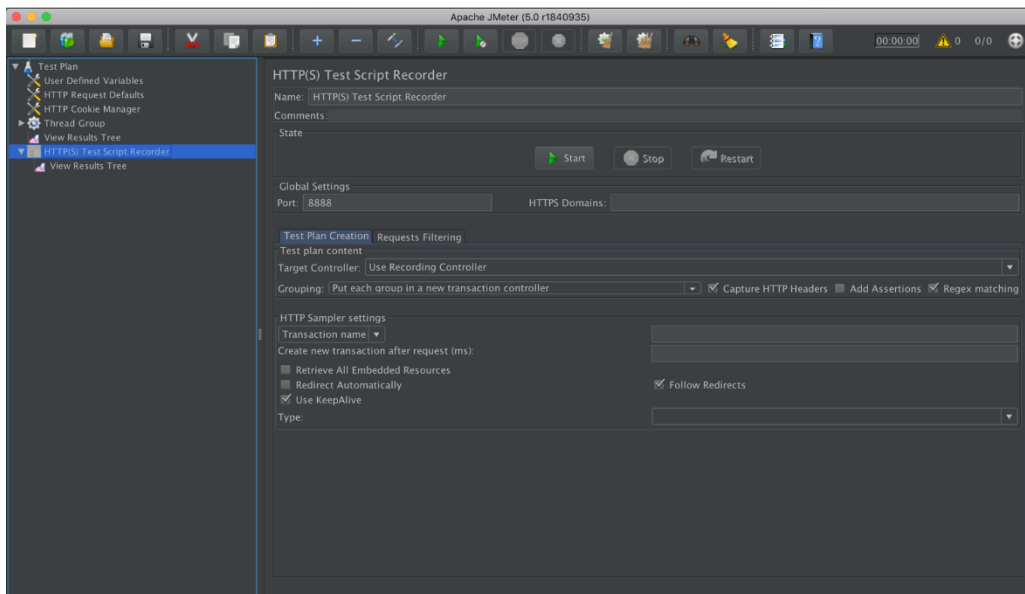 Apache JMeter (5.0 r1840935)
00:00:00 0 0/0
Test Plan
User Defined Variables
HTTP Request Defaults
HTTP Cookie Manager
Thread Group
View Results Tree
HTTP(S) Test Script Recorder
View Results Tree
HTTP(S) Test Script Recorder
Name: HTTP(S) Test Script Recorder
Comments:
State
Start Stop Restart
Global Settings
Port: 8888 HTTPS Domains:
Test Plan Creation Requests Filtering
Test plan content
Target Controller: Use Recording Controller
Grouping: Put each group in a new transaction controller Capture HTTP Headers Add Assertions Regex matching
HTTP Sampler settings
Transaction name
Create new transaction after request (ms):
Retrieve All Embedded Resources
Redirect Automatically Follow Redirects
Use KeepAlive
Type: